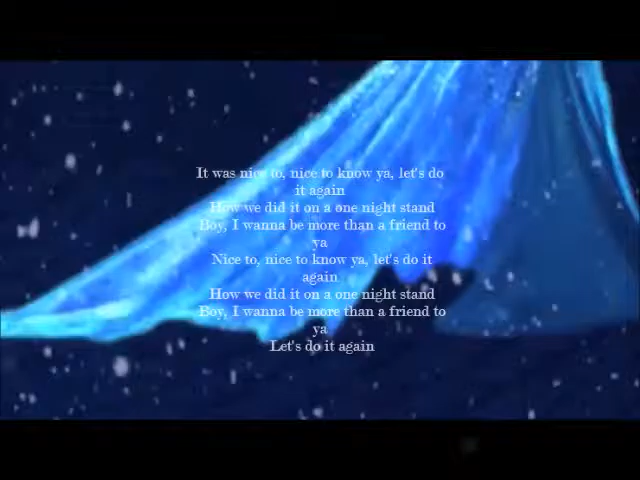 It was nice to, nice to know ya, let's do
it again
How we did it on a one night stand
Boy, I wanna be more than a friend to
ya
Nice to, nice to know ya, let's do it
again
How we did it on a one night stand
Boy, I wanna be more than a friend to
ya
Let's do it again